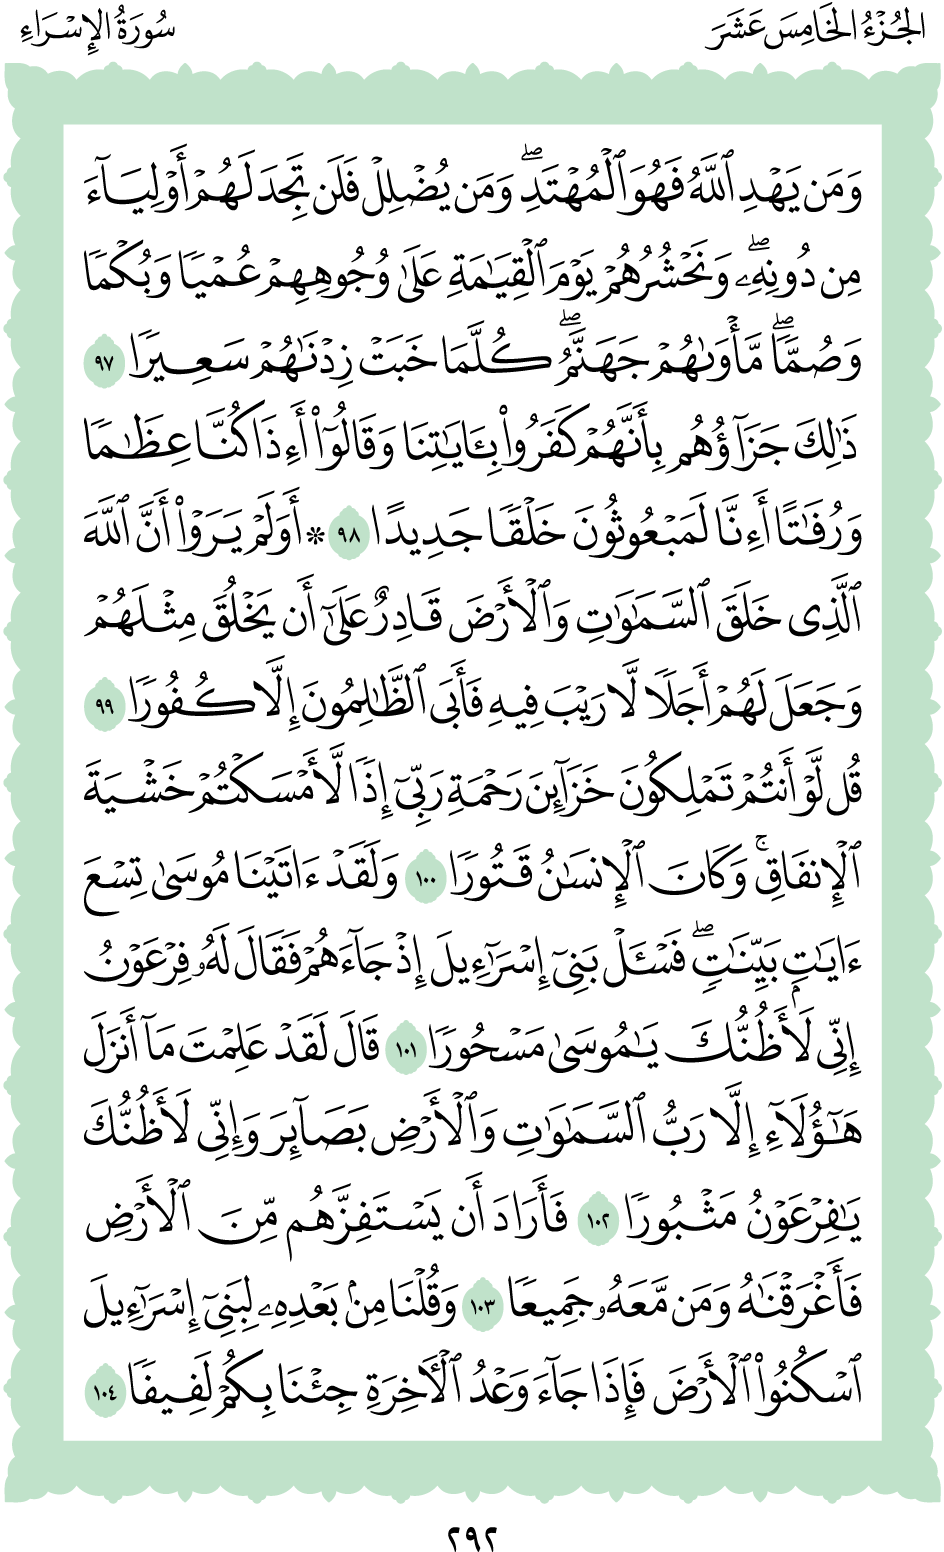 الجُزْءُ الخَامِسَ عَشَرَ
سُورَةُ الإِسْرَاءِ
وَمَن يَهْدِ ٱللَّهُ فَهُوَ ٱلْمُهْتَدِۖ وَمَن يُضْلِلْ فَلَن تَجِدَ لَهُمْ أَوْلِيَآءَ
مِن دُونِهِۦۖ وَنَحْشُرُهُمْ يَوْمَ ٱلْقِيَٰمَةِ عَلَىٰ وُجُوهِهِمْ عُمْيًا وَبُكْمًا
وَصُمًّاۖ مَّأْوَىٰهُمْ جَهَنَّمُۖ كُلَّمَا خَبَتْ زِدْنَٰهُمْ سَعِيرًا ٩٧
ذَٰلِكَ جَزَآؤُهُم بِأَنَّهُمْ كَفَرُوا۟ بِـَٔايَٰتِنَا وَقَالُوٓا۟ أَءِذَا كُنَّا عِظَٰمًا
وَرُفَٰتًا أَءِنَّا لَمَبْعُوثُونَ خَلْقًا جَدِيدًا ٩٨ * أَوَلَمْ يَرَوْا۟ أَنَّ ٱللَّهَ
ٱلَّذِى خَلَقَ ٱلسَّمَٰوَٰتِ وَٱلْأَرْضَ قَادِرٌ عَلَىٰٓ أَن يَخْلُقَ مِثْلَهُمْ
وَجَعَلَ لَهُمْ أَجَلًا لَّا رَيْبَ فِيهِ فَأَبَى ٱلظَّٰلِمُونَ إِلَّا كُفُورًا ٩٩
قُل لَّوْ أَنتُمْ تَمْلِكُونَ خَزَآئِنَ رَحْمَةِ رَبِّىٓ إِذًا لَّأَمْسَكْتُمْ خَشْيَةَ
ٱلْإِنفَاقِۚ وَكَانَ ٱلْإِنسَٰنُ قَتُورًا ١٠٠ وَلَقَدْ ءَاتَيْنَا مُوسَىٰ تِسْعَ
ءَايَٰتٍۭ بَيِّنَٰتٍۖ فَسْـَٔلْ بَنِىٓ إِسْرَٰٓءِيلَ إِذْ جَآءَهُمْ فَقَالَ لَهُۥ فِرْعَوْنُ
إِنِّى لَأَظُنُّكَ يَٰمُوسَىٰ مَسْحُورًا ١٠١ قَالَ لَقَدْ عَلِمْتَ مَآ أَنزَلَ
هَٰٓؤُلَآءِ إِلَّا رَبُّ ٱلسَّمَٰوَٰتِ وَٱلْأَرْضِ بَصَآئِرَ وَإِنِّى لَأَظُنُّكَ
يَٰفِرْعَوْنُ مَثْبُورًا ١٠٢ فَأَرَادَ أَن يَسْتَفِزَّهُم مِّنَ ٱلْأَرْضِ
فَأَغْرَقْنَٰهُ وَمَن مَّعَهُۥ جَمِيعًا ١٠٣ وَقُلْنَا مِنۢ بَعْدِهِۦ لِبَنِىٓ إِسْرَٰٓءِيلَ
ٱسْكُنُوا۟ ٱلْأَرْضَ فَإِذَا جَآءَ وَعْدُ ٱلْـَٔاخِرَةِ جِئْنَا بِكُمْ لَفِيفًا ١٠٤
٢٩٢